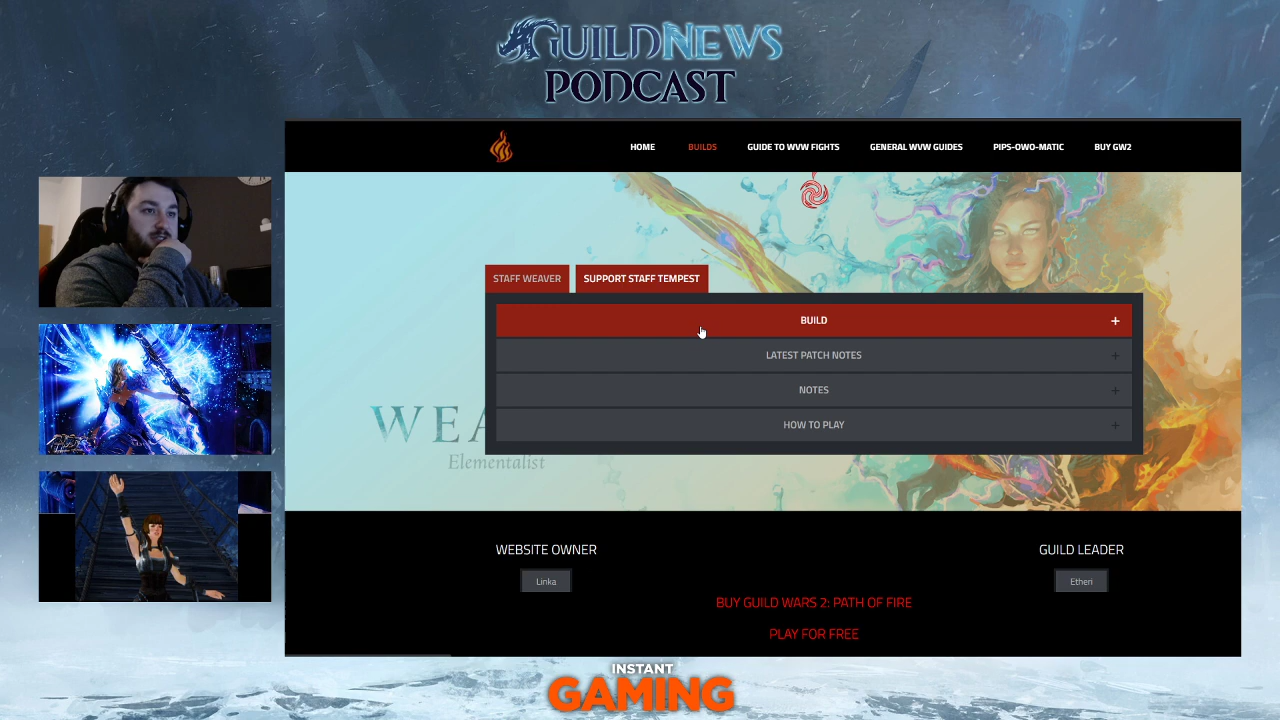 GUILDNEWS
PODCAST
HOME BUILDS GUIDE TO WVW FIGHTS GENERAL WVW GUIDES PIPS-OWO-MATIC BUY GW2
STAFF WEAVER SUPPORT STAFF TEMPEST
BUILD +
LATEST PATCH NOTES +
NOTES +
HOW TO PLAY +
WEA
Elementalist
WEBSITE OWNER GUILD LEADER
Linka Etheri
BUY GUILD WARS 2: PATH OF FIRE
PLAY FOR FREE
INSTANT
GAMING